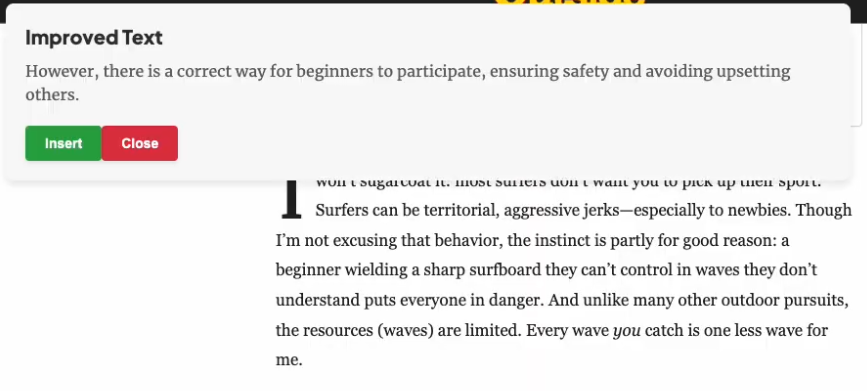 Improved Text
However, there is a correct way for beginners to participate, ensuring safety and avoiding upsetting
others.
Insert Close
I won't sugarcoat it: most surfers don't want you to pick up their sport.
Surfers can be territorial, aggressive jerks—especially to newbies. Though
I'm not excusing that behavior, the instinct is partly for good reason: a
beginner wielding a sharp surfboard they can't control in waves they don't
understand puts everyone in danger. And unlike many other outdoor pursuits,
the resources (waves) are limited. Every wave you catch is one less wave for
me.